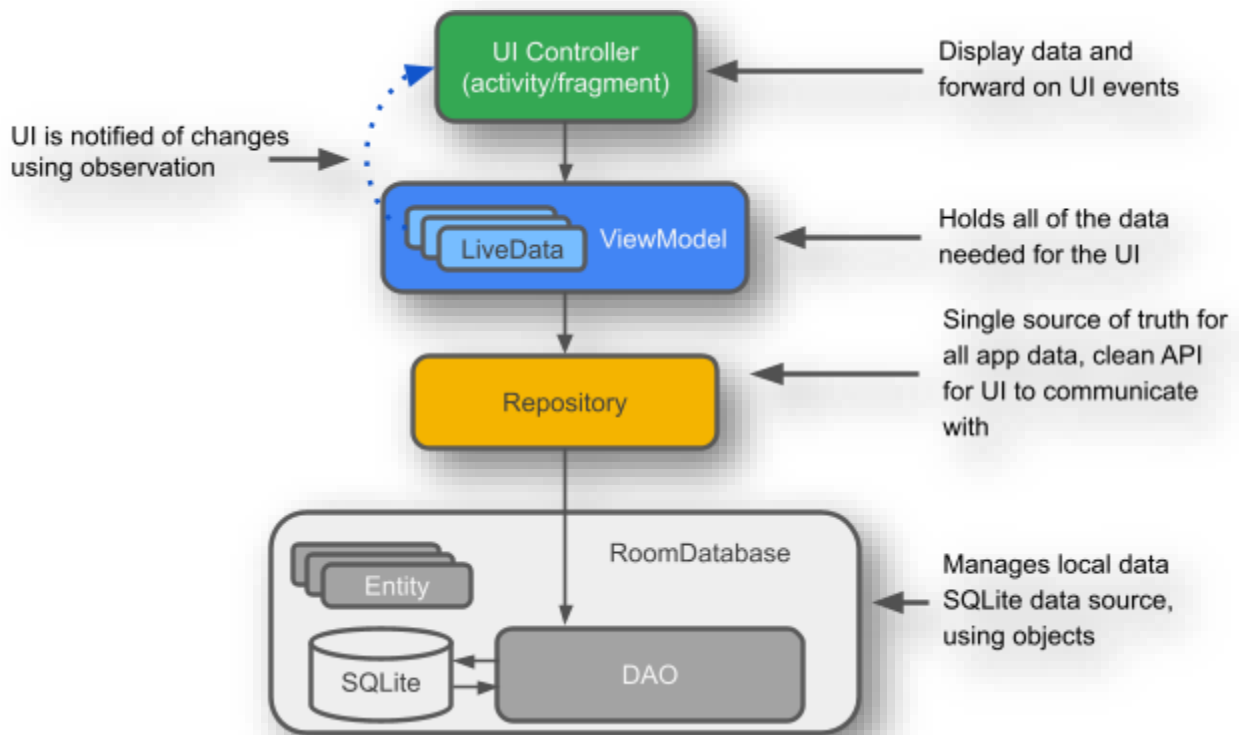 UI Controller
(activity/fragment)
Display data and
forward on UI events
UI is notified of changes
using observation
LiveData
ViewModel
Holds all of the data
needed for the UI
Repository
Single source of truth for
all app data, clean API
for UI to communicate
with
RoomDatabase
Entity
SQLite
DAO
Manages local data
SQLite data source,
using objects